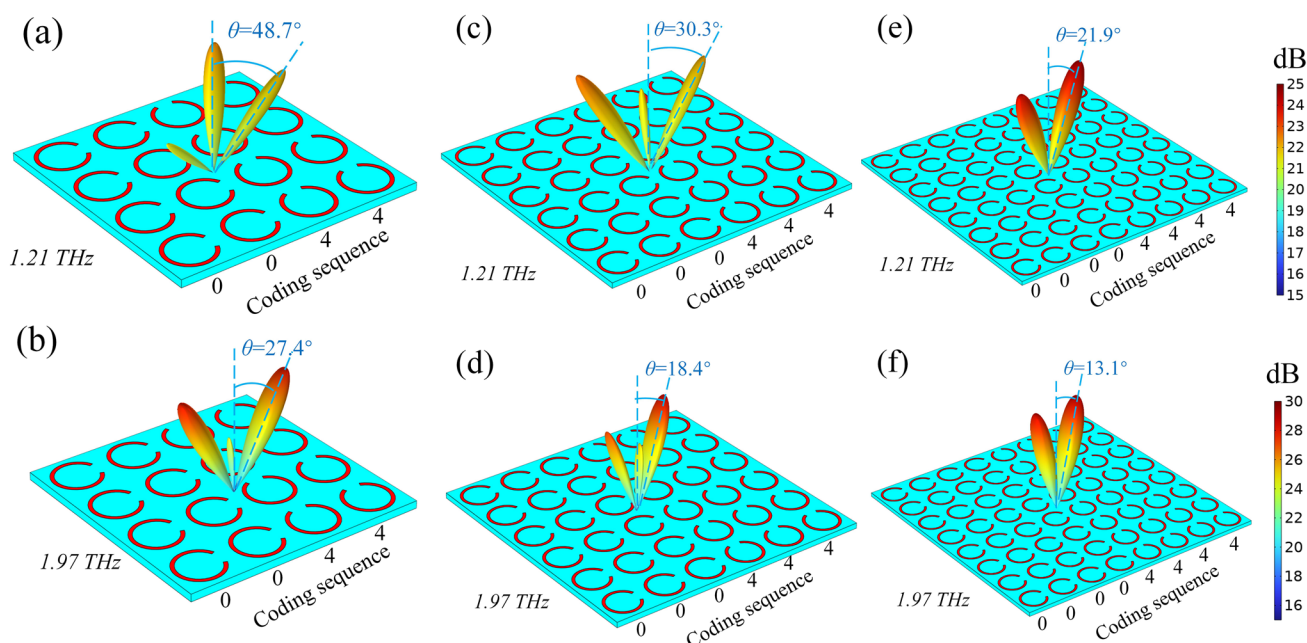 (a)
θ=48.7°
1.21 THz
0
0
4
4
Coding sequence
(c)
θ=30.3°
1.21 THz
0
0
0
4
4
4
Coding sequence
(e)
θ=21.9°
1.21 THz
0
0
0
0
4
4
4
4
Coding sequence
dB
25
24
23
22
21
20
19
18
17
16
15
(b)
θ=27.4°
1.97 THz
0
0
4
4
Coding sequence
(d)
θ=18.4°
1.97 THz
0
0
0
4
4
4
Coding sequence
(f)
θ=13.1°
1.97 THz
0
0
0
0
4
4
4
4
Coding sequence
dB
30
28
26
24
22
20
18
16